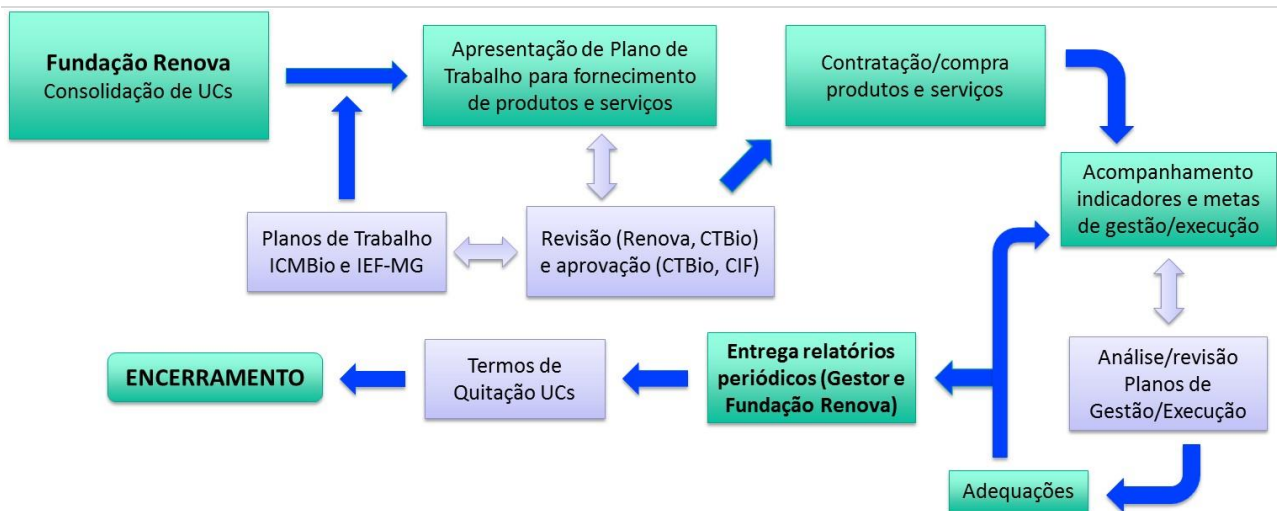 Fundação Renova
Consolidação de UCs
Apresentação de Plano de
Trabalho para fornecimento
de produtos e serviços
Contratação/compra
produtos e serviços
Acompanhamento
indicadores e metas
de gestão/execução
Planos de Trabalho
ICMBio e IEF-MG
Revisão (Renova, CTBio)
e aprovação (CTBio, CIF)
Análise/revisão
Planos de
Gestão/Execução
Adequações
Entrega relatórios
periódicos (Gestor e
Fundação Renova)
Termos de
Quitação UCs
ENCERRAMENTO